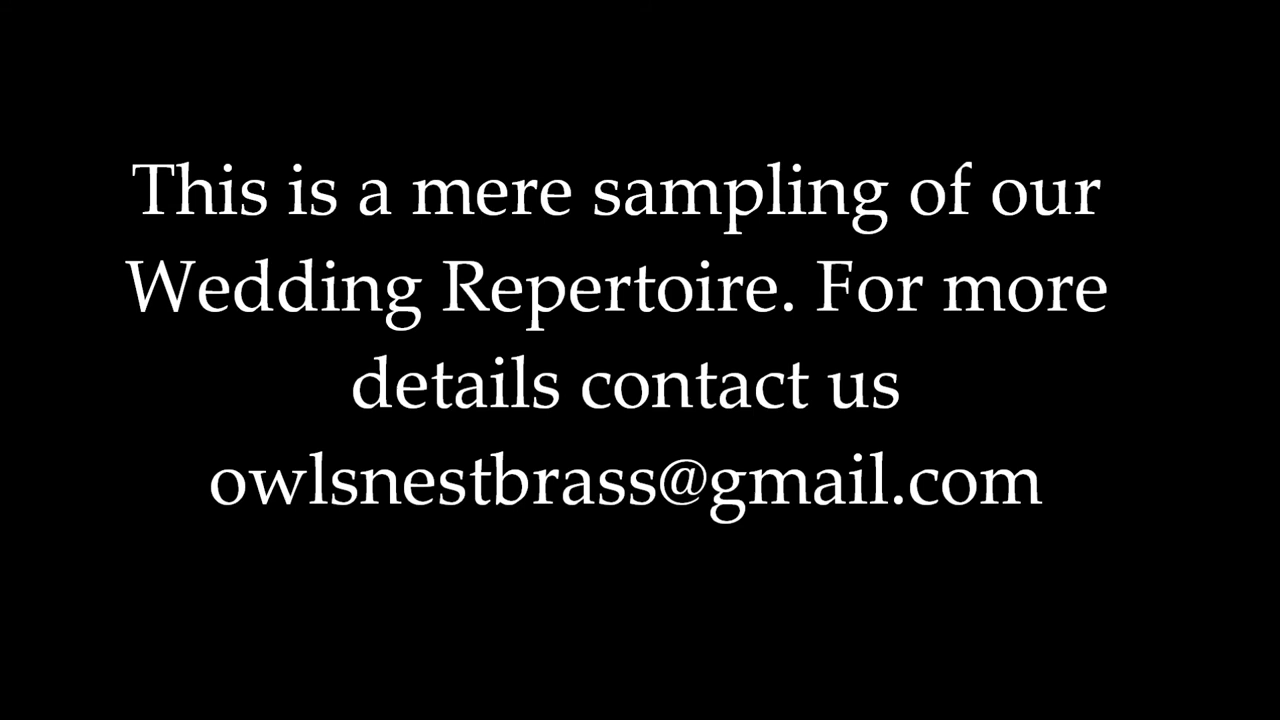 This is a mere sampling of our
Wedding Repertoire. For more
details contact us
owlsnestbrass@gmail.com